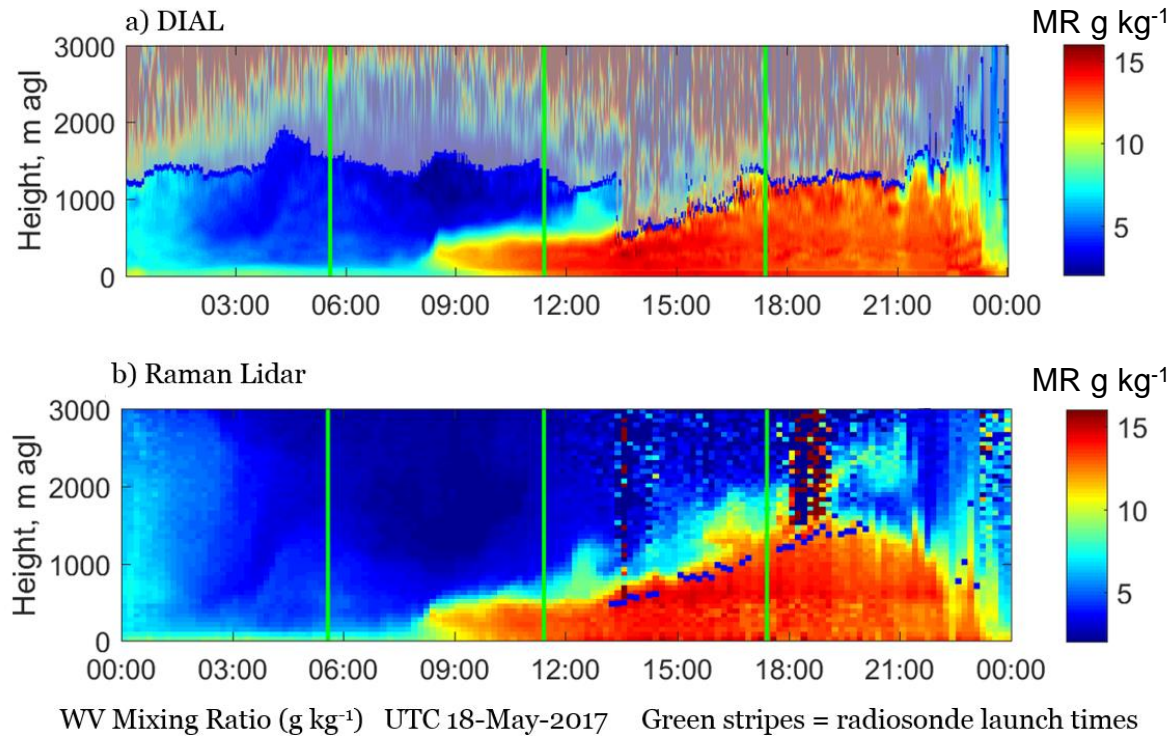 a) DIAL
MR g kg-1
3000
2000
1000
0
Height, m agl
03:00 06:00 09:00 12:00 15:00 18:00 21:00 00:00
15
10
5
b) Raman Lidar
MR g kg-1
3000
2000
1000
0
Height, m agl
00:00 03:00 06:00 09:00 12:00 15:00 18:00 21:00 00:00
15
10
5
WV Mixing Ratio (g kg-1) UTC 18-May-2017 Green stripes = radiosonde launch times